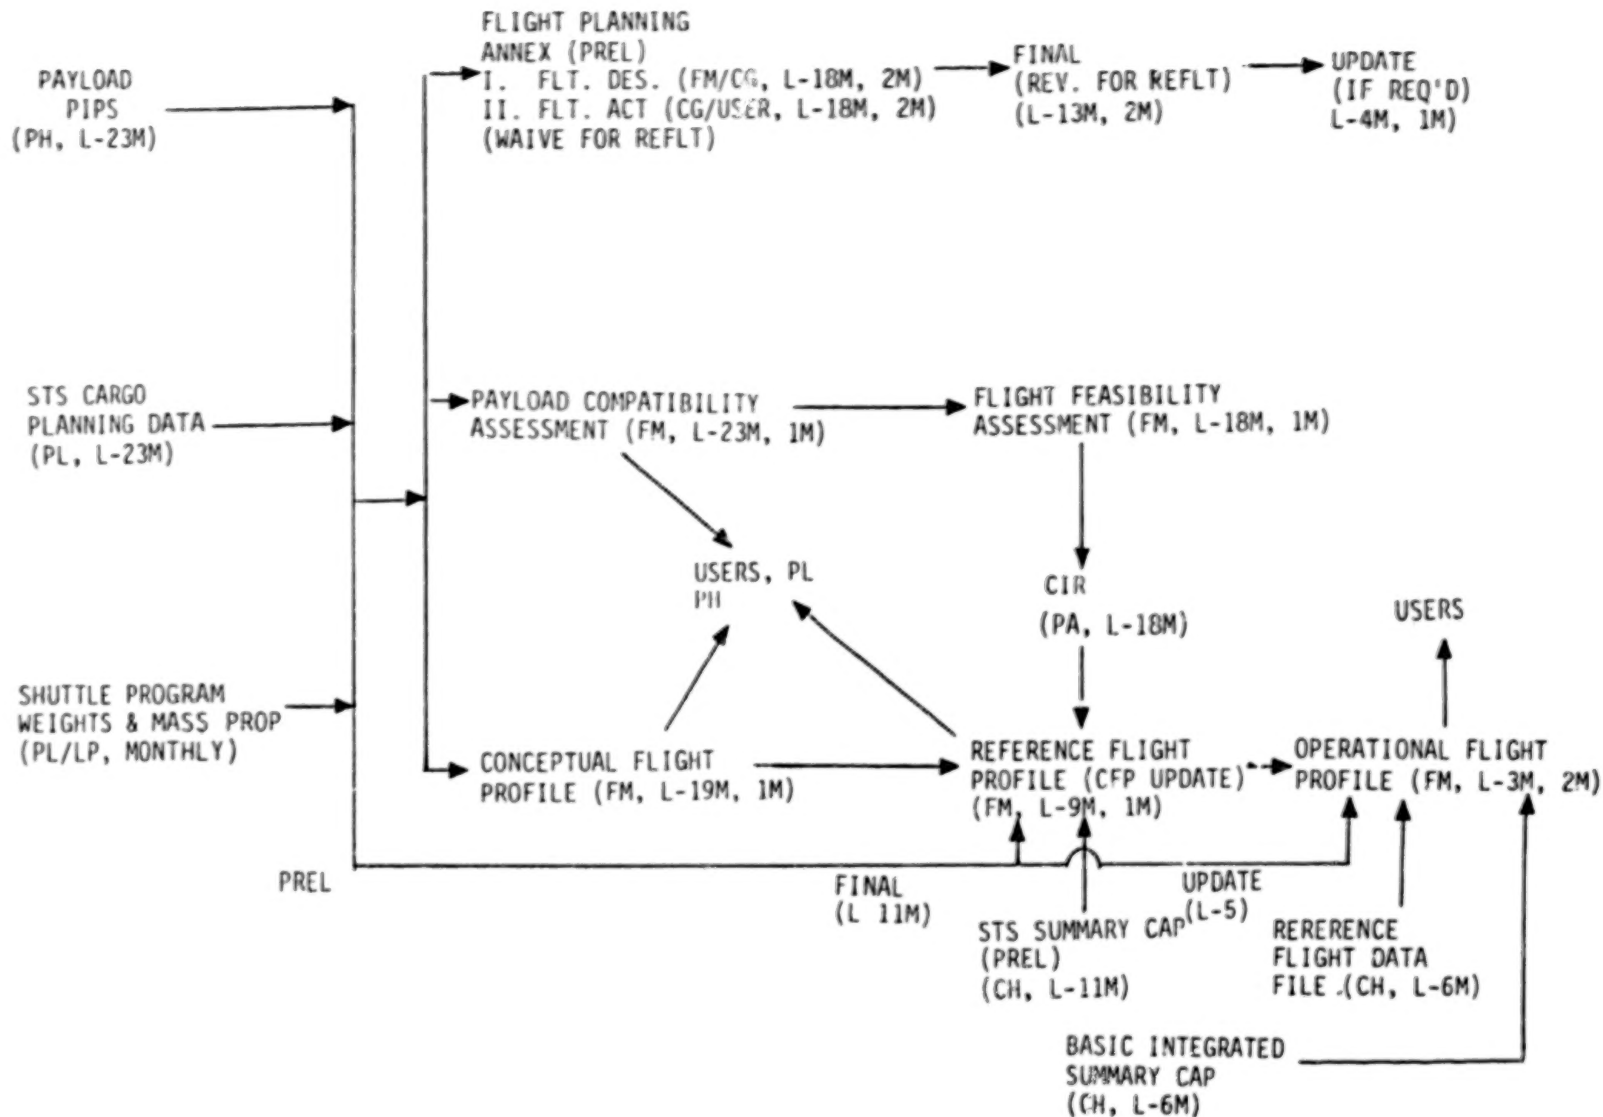 PAYLOAD
PIPS
(PH, L-23M)
FLIGHT PLANNING
ANNEX (PREL)
I. FLT. DES. (FM/CG, L-18M, 2M)
II. FLT. ACT (CG/USER, L-18M, 2M)
(WAIVE FOR REFLT)
FINAL
(REV. FOR REFLT)
(L-13M, 2M)
UPDATE
(IF REQ'D)
L-4M, 1M)
STS CARGO
PLANNING DATA
(PL, L-23M)
PAYLOAD COMPATIBILITY
ASSESSMENT (FM, L-23M, 1M)
FLIGHT FEASIBILITY
ASSESSMENT (FM, L-18M, 1M)
USERS, PL
PH
CIR
(PA, L-18M)
USERS
SHUTTLE PROGRAM
WEIGHTS & MASS PROP
(PL/LP, MONTHLY)
CONCEPTUAL FLIGHT
PROFILE (FM, L-19M, 1M)
REFERENCE FLIGHT
PROFILE (CFP UPDATE)
(FM, L-9M, 1M)
OPERATIONAL FLIGHT
PROFILE (FM, L-3M, 2M)
PREL
FINAL
(L 11M)
UPDATE
(L-5)
STS SUMMARY CAP
(PREL)
(CH, L-11M)
RERERENCE
FLIGHT DATA
FILE (CH, L-6M)
BASIC INTEGRATED
SUMMARY CAP
(CH, L-6M)